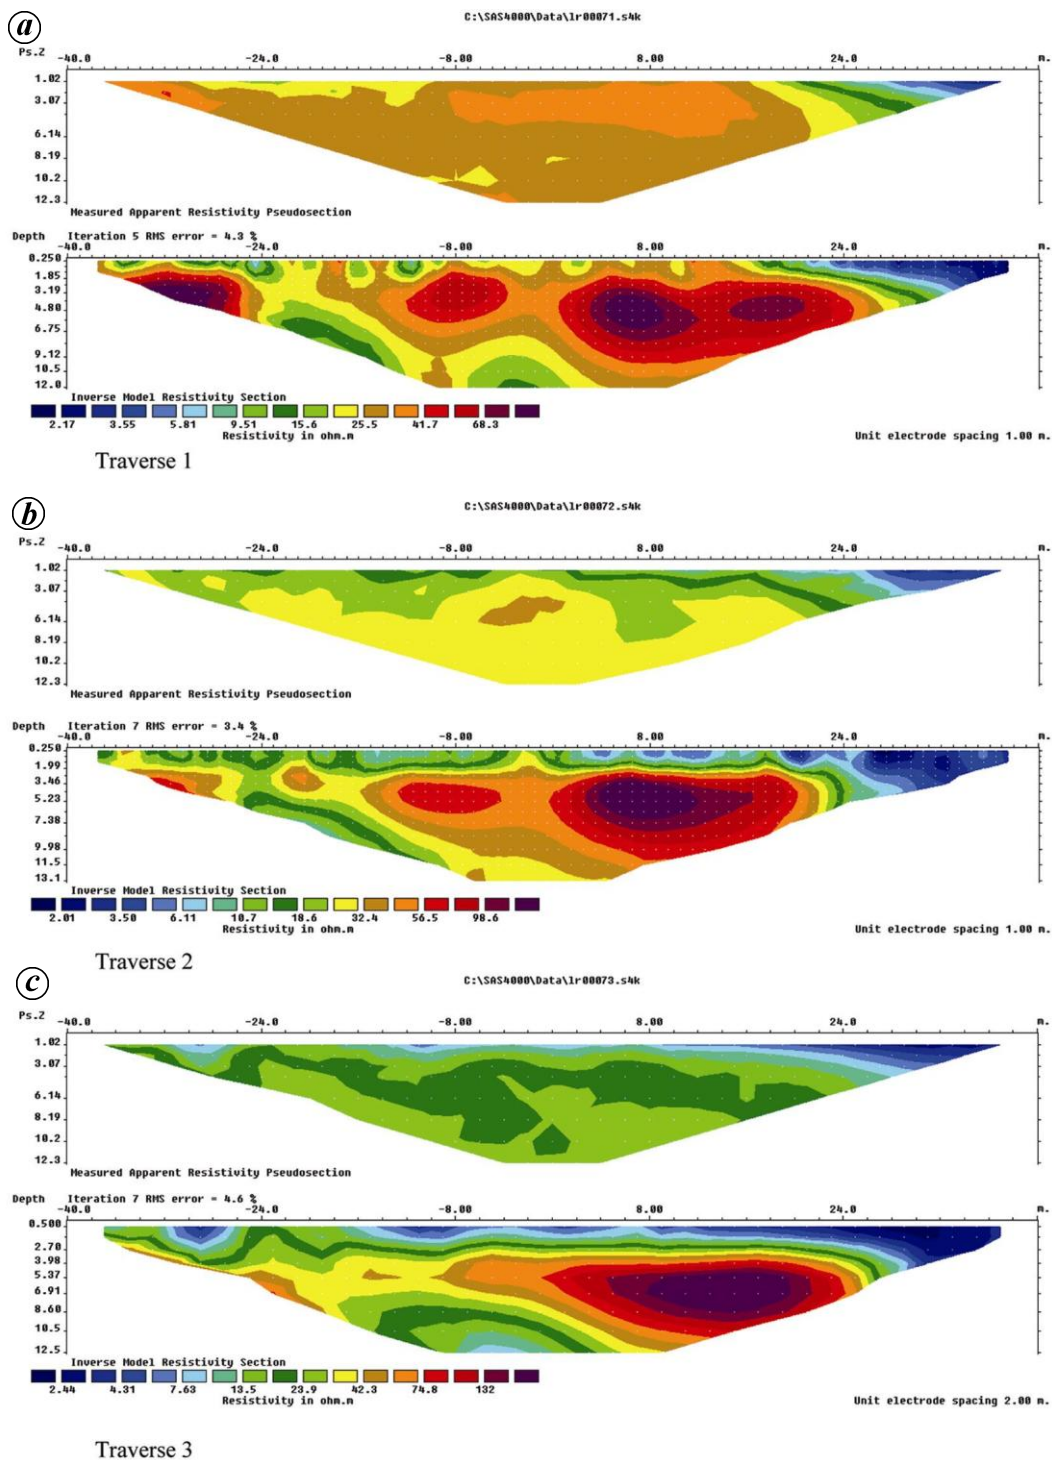 a
C:\SAS4000\Data\lr00071.s4k
Ps.Z -40.0 -24.0 -8.00 8.00 24.0 m.
1.02
3.07
6.14
8.19
10.2
12.3
Measured Apparent Resistivity Pseudosection
Depth Iteration 5 RMS error = 4.3 %
-40.0 -24.0 -8.00 8.00 24.0 m.
0.250
1.85
3.19
4.80
6.75
9.12
10.5
12.0
Inverse Model Resistivity Section
2.17 3.55 5.81 9.51 15.6 25.5 41.7 68.3
Resistivity in ohm.m
Unit electrode spacing 1.00 m.
Traverse 1
b
C:\SAS4000\Data\lr00072.s4k
Ps.Z -40.0 -24.0 -8.00 8.00 24.0 m.
1.02
3.07
6.14
8.19
10.2
12.3
Measured Apparent Resistivity Pseudosection
Depth Iteration 7 RMS error = 3.4 %
-40.0 -24.0 -8.00 8.00 24.0 m.
0.250
1.99
3.46
5.23
7.38
9.98
11.5
13.1
Inverse Model Resistivity Section
2.01 3.50 6.11 10.7 18.6 32.4 56.5 98.6
Resistivity in ohm.m
Unit electrode spacing 1.00 m.
Traverse 2
c
C:\SAS4000\Data\lr00073.s4k
Ps.Z -40.0 -24.0 -8.00 8.00 24.0 m.
1.02
3.07
6.14
8.19
10.2
12.3
Measured Apparent Resistivity Pseudosection
Depth Iteration 7 RMS error = 4.6 %
-40.0 -24.0 -8.00 8.00 24.0 m.
0.500
2.70
3.98
5.37
6.91
8.60
10.5
12.5
Inverse Model Resistivity Section
2.44 4.31 7.63 13.5 23.9 42.3 74.8 132
Resistivity in ohm.m
Unit electrode spacing 2.00 m.
Traverse 3